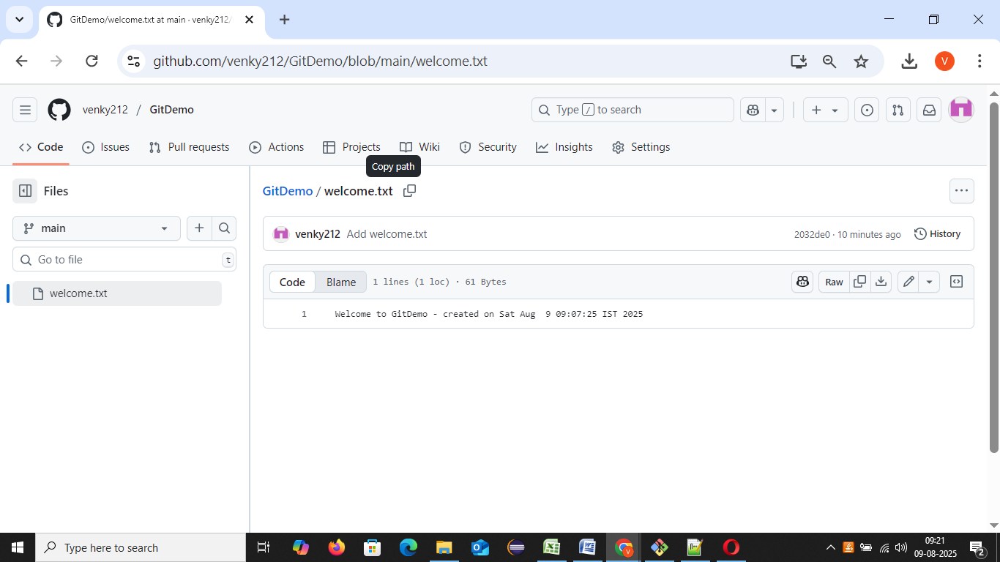 GitDemo/welcome.txt at main · venky212/
github.com/venky212/GitDemo/blob/main/welcome.txt
V
venky212 / GitDemo
Type / to search
Code Issues Pull requests Actions Projects Wiki Security Insights Settings
Copy path
Files
GitDemo / welcome.txt
main
venky212 Add welcome.txt 2032de0 · 10 minutes ago History
Go to file t
Code Blame 1 lines (1 loc) · 61 Bytes Raw
welcome.txt
1 Welcome to GitDemo - created on Sat Aug  9 09:07:25 IST 2025
Type here to search
V
09:21
09-08-2025
2